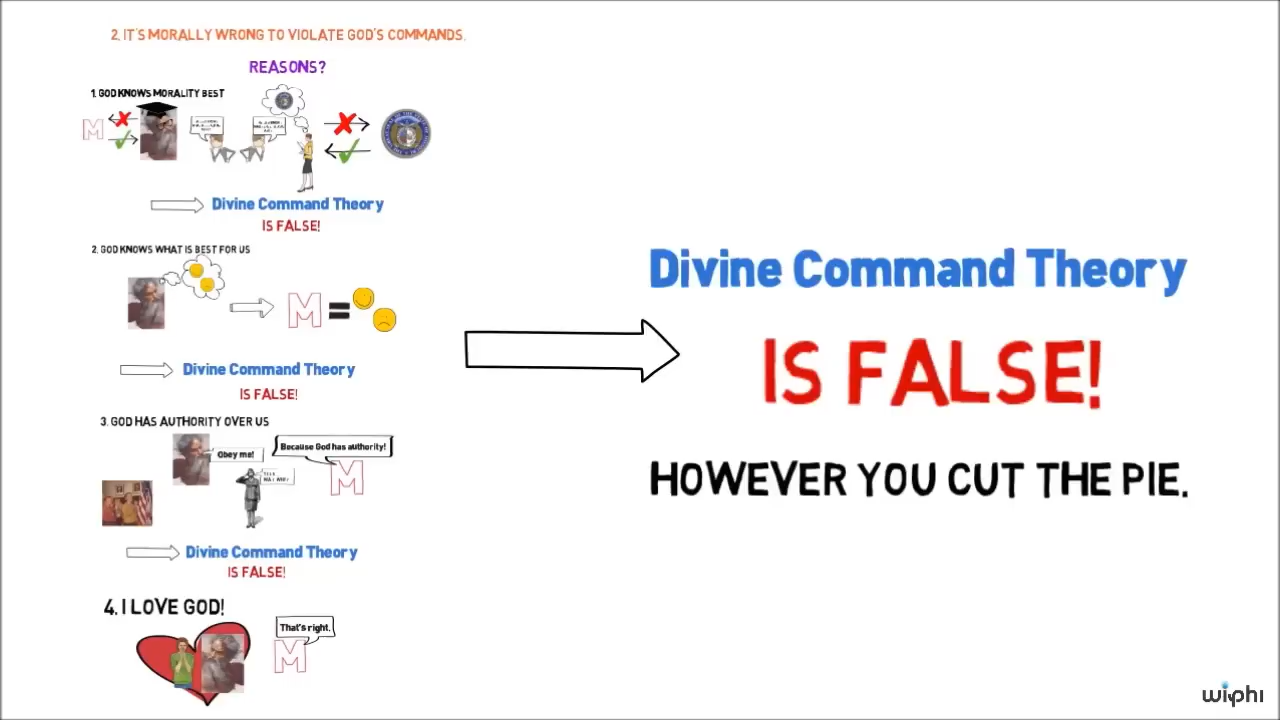 2. IT'S MORALLY WRONG TO VIOLATE GOD'S COMMANDS.
REASONS?
1. GOD KNOWS MORALITY BEST
M
Divine Command Theory
IS FALSE!
2. GOD KNOWS WHAT IS BEST FOR US
M =
Divine Command Theory
IS FALSE!
3. GOD HAS AUTHORITY OVER US
Obey me!
Because God has authority!
M
Divine Command Theory
IS FALSE!
4. I LOVE GOD!
That's right.
M
Divine Command Theory
IS FALSE!
HOWEVER YOU CUT THE PIE.
wiphi